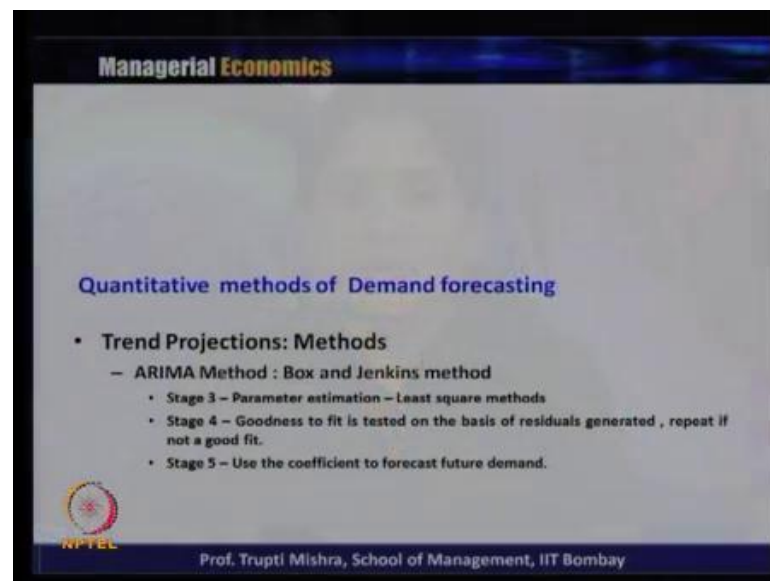 Managerial Economics
Quantitative methods of Demand forecasting
• Trend Projections: Methods
– ARIMA Method : Box and Jenkins method
• Stage 3 – Parameter estimation – Least square methods
• Stage 4 – Goodness to fit is tested on the basis of residuals generated , repeat if
not a good fit.
• Stage 5 – Use the coefficient to forecast future demand.
NPTEL
Prof. Trupti Mishra, School of Management, IIT Bombay